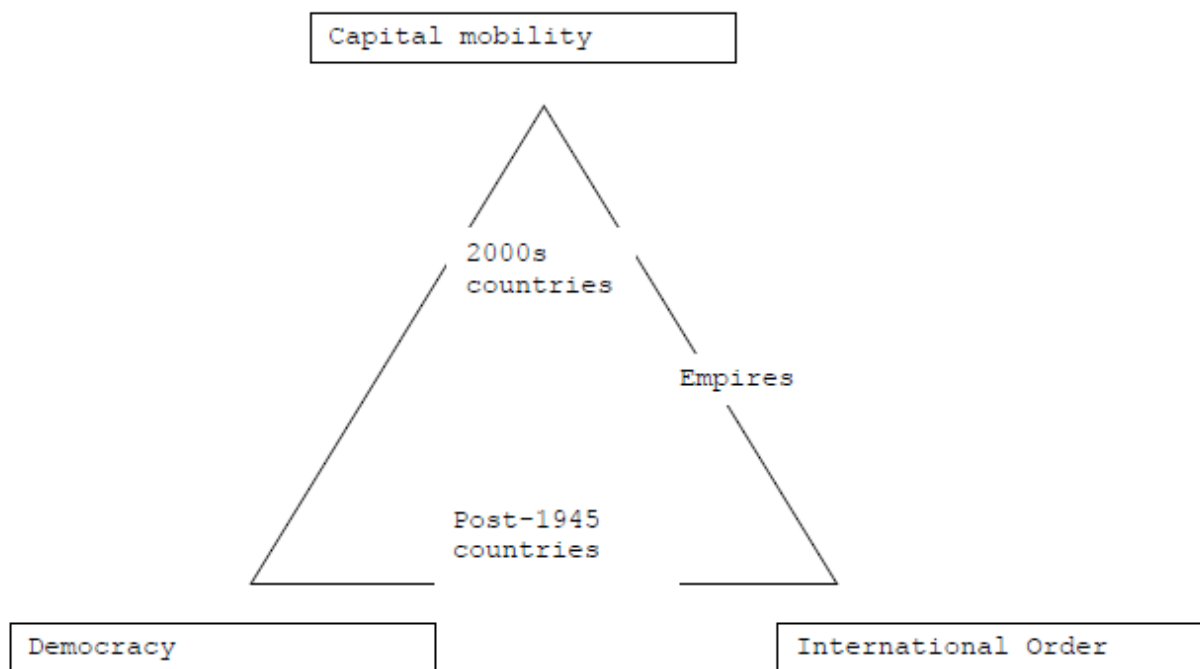 Capital mobility
2000s
countries
Empires
Post-1945
countries
Democracy
International Order